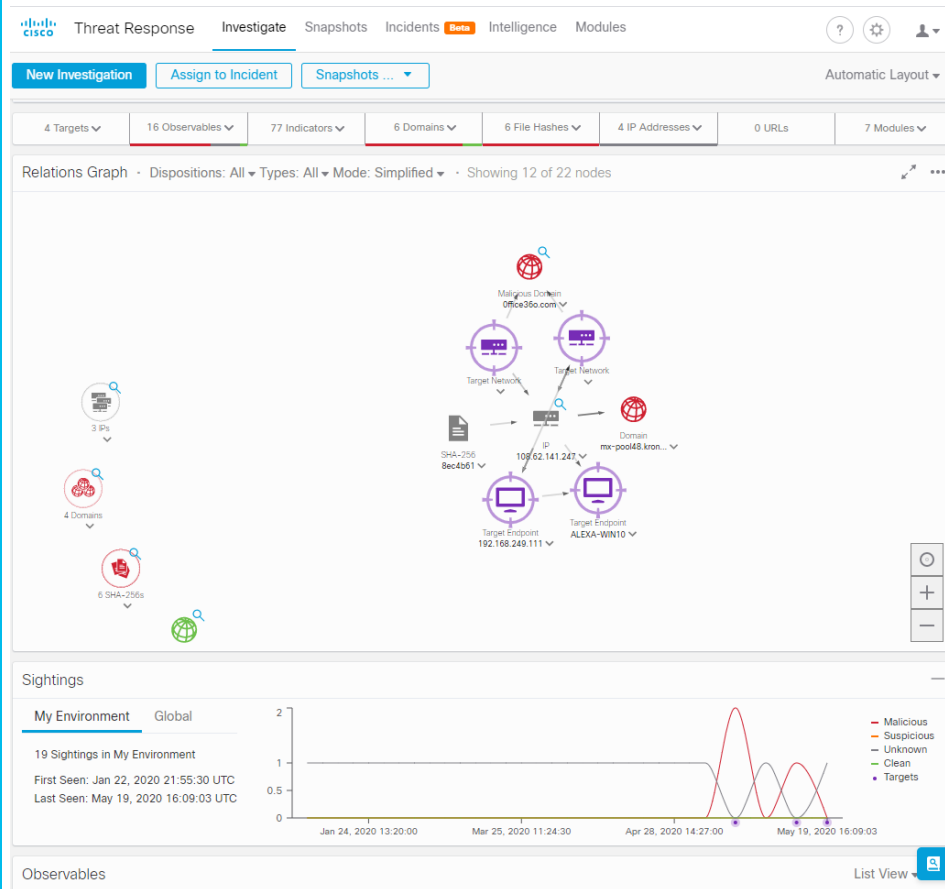 CISCO Threat Response Investigate Snapshots Incidents Beta Intelligence Modules ?
New Investigation Assign to Incident Snapshots ... Automatic Layout
4 Targets 16 Observables 77 Indicators 6 Domains 6 File Hashes 4 IP Addresses 0 URLs 7 Modules
Relations Graph · Dispositions: All Types: All Mode: Simplified · Showing 12 of 22 nodes
Malicious Domain
0ffice36o.com
Target Network
Target Network
3 IPs
SHA-256
8ec4b61
IP
108.62.141.247
Domain
mx-pool48.kron...
4 Domains
Target Endpoint
192.168.249.111
Target Endpoint
ALEXA-WIN10
6 SHA-256s
Sightings
My Environment Global
19 Sightings in My Environment
First Seen: Jan 22, 2020 21:55:30 UTC
Last Seen: May 19, 2020 16:09:03 UTC
2
1
0.5
0
Jan 24, 2020 13:20:00 Mar 25, 2020 11:24:30 Apr 28, 2020 14:27:00 May 19, 2020 16:09:03
Malicious
Suspicious
Unknown
Clean
Targets
Observables List View